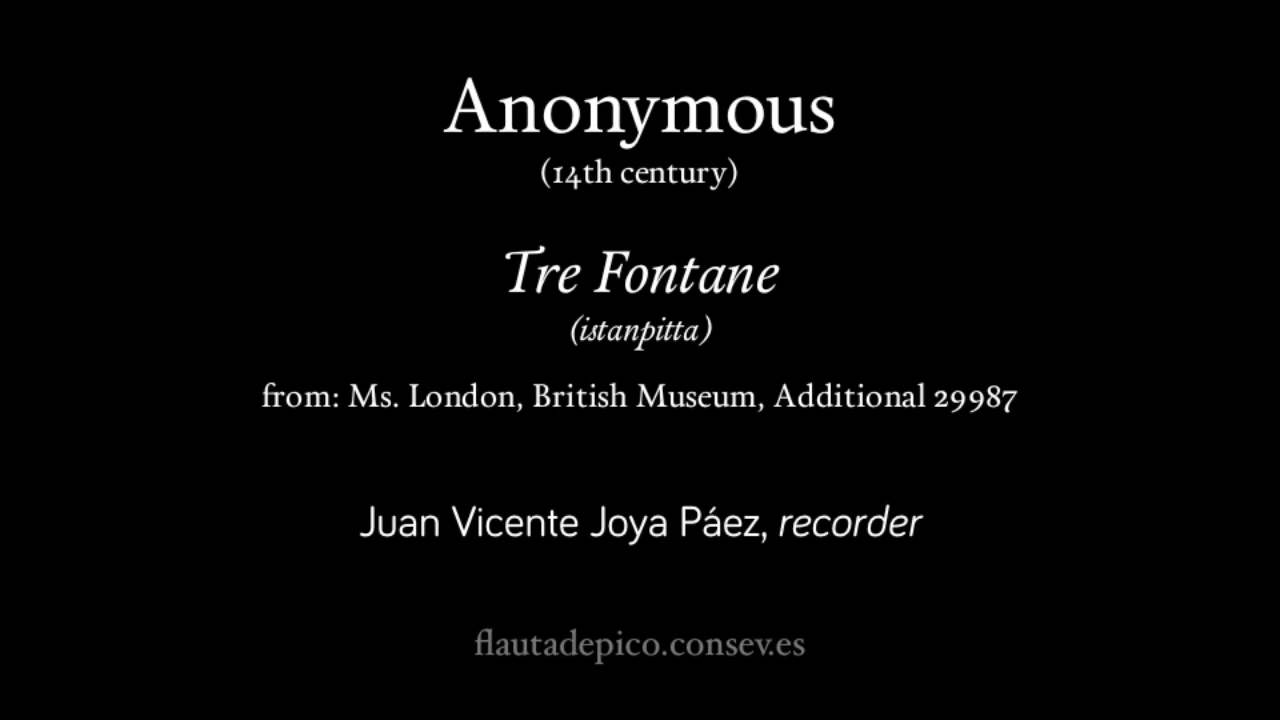 Anonymous
(14th century)
Tre Fontane
(istanpitta)
from: Ms. London, British Museum, Additional 29987
Juan Vicente Joya Páez, recorder
flautadepico.consev.es